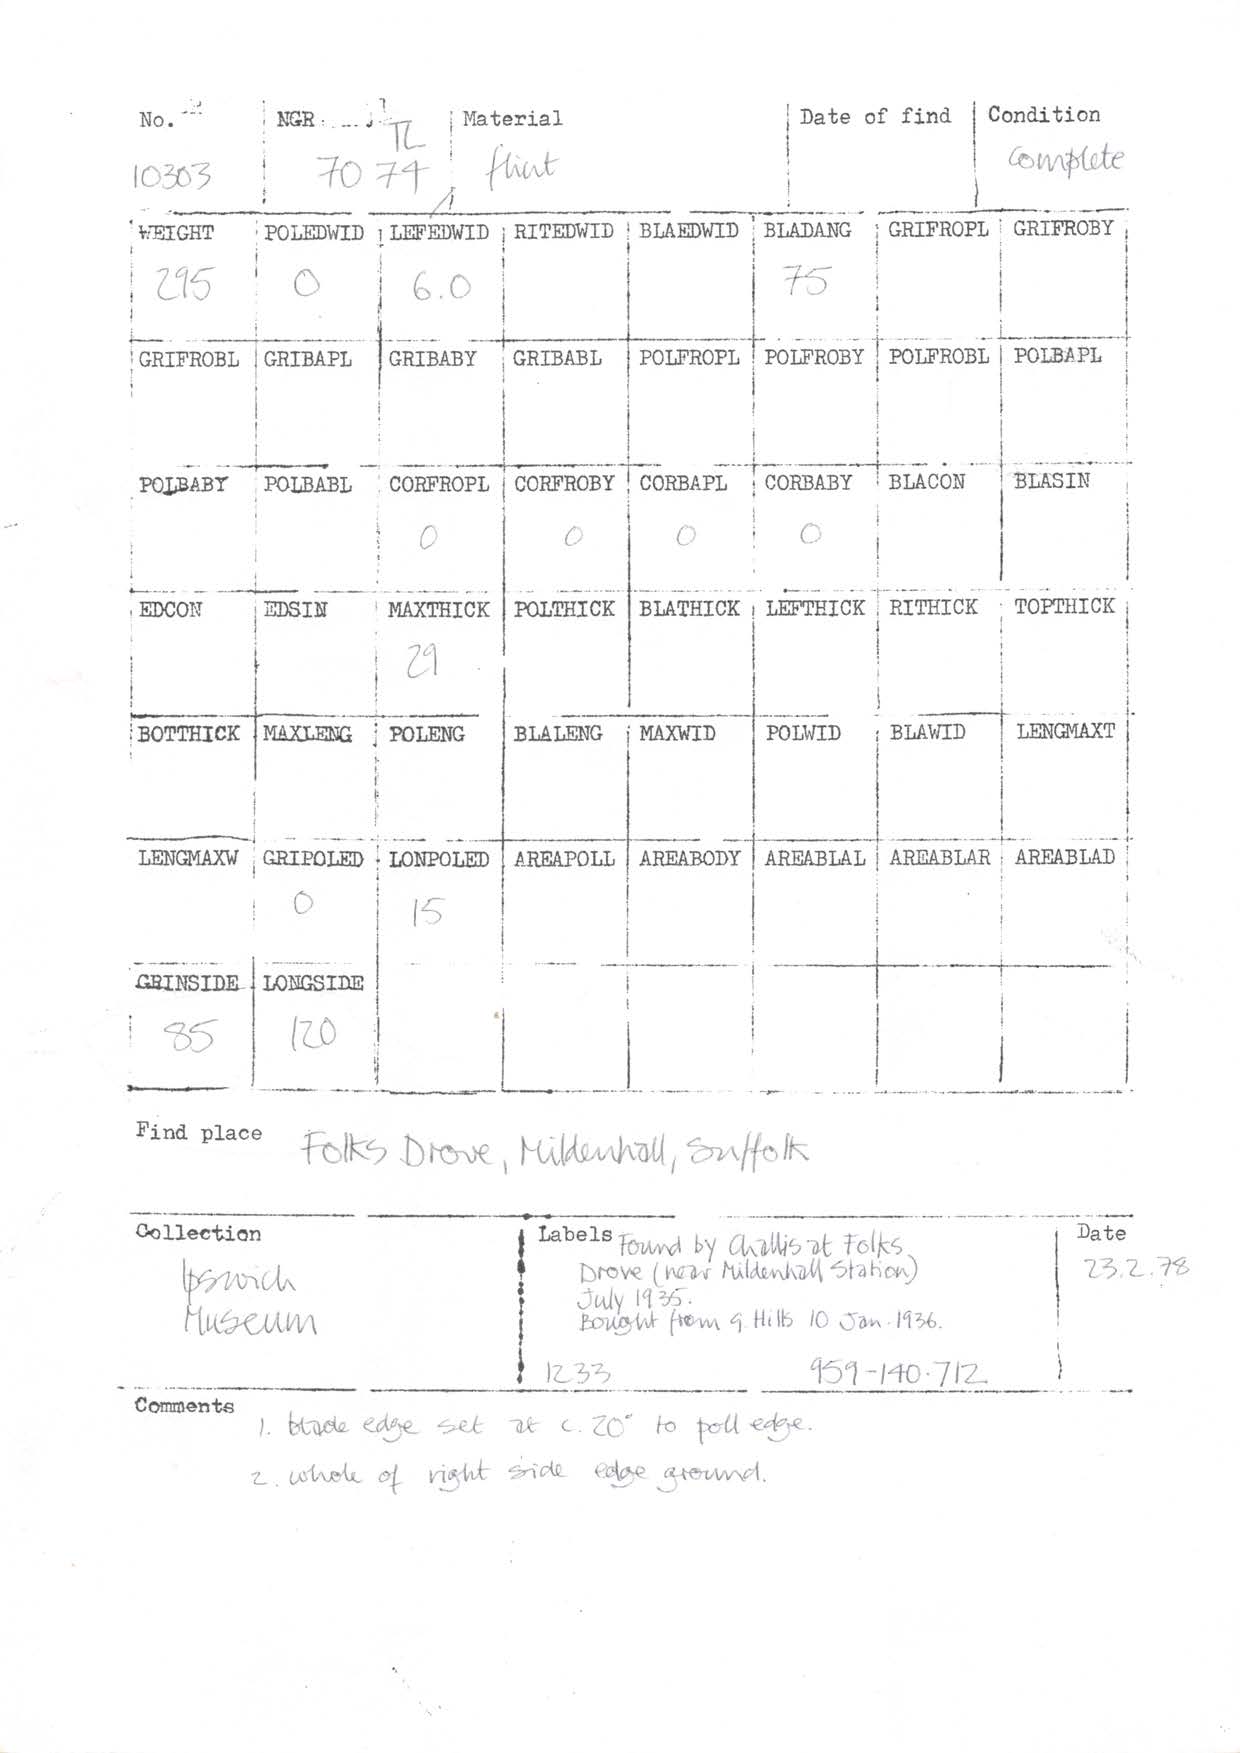 No. NGR Material Date of find Condition
10303 TL 70 74 flint complete
WEIGHT POLEDWID LEFEDWID RITEDWID BLAEDWID BLADANG GRIFROPL GRIFROBY
295 0 6.0 75
GRIFROBL GRIBAPL GRIBABY GRIBABL POLFROPL POLFROBY POLFROBL POLBAPL
POLBABY POLBABL CORFROPL CORFROBY CORBAPL CORBABY BLACON BLASIN
0 0 0 0
EDCON EDSIN MAXTHICK POLTHICK BLATHICK LEFTHICK RITHICK TOPTHICK
29
BOTTHICK MAXLENG POLENG BLALENG MAXWID POLWID BLAWID LENGMAXT
LENGMAXW GRIPOLED LONPOLED AREAPOLL AREABODY AREABLAL AREABLAR AREABLAD
0 15
GRINSIDE LONGSIDE
85 120
Find place Folks Drove, Mildenhall, Suffolk
Collection
Ipswich
Museum
Labels Found by Challis at Folks
Drove (near Mildenhall Station)
July 1935.
Bought from G. Hills 10 Jan. 1936.
1233 959-140.712
Date
23.2.78
Comments
1. blade edge set at c. 20° to poll edge.
2. whole of right side edge ground.